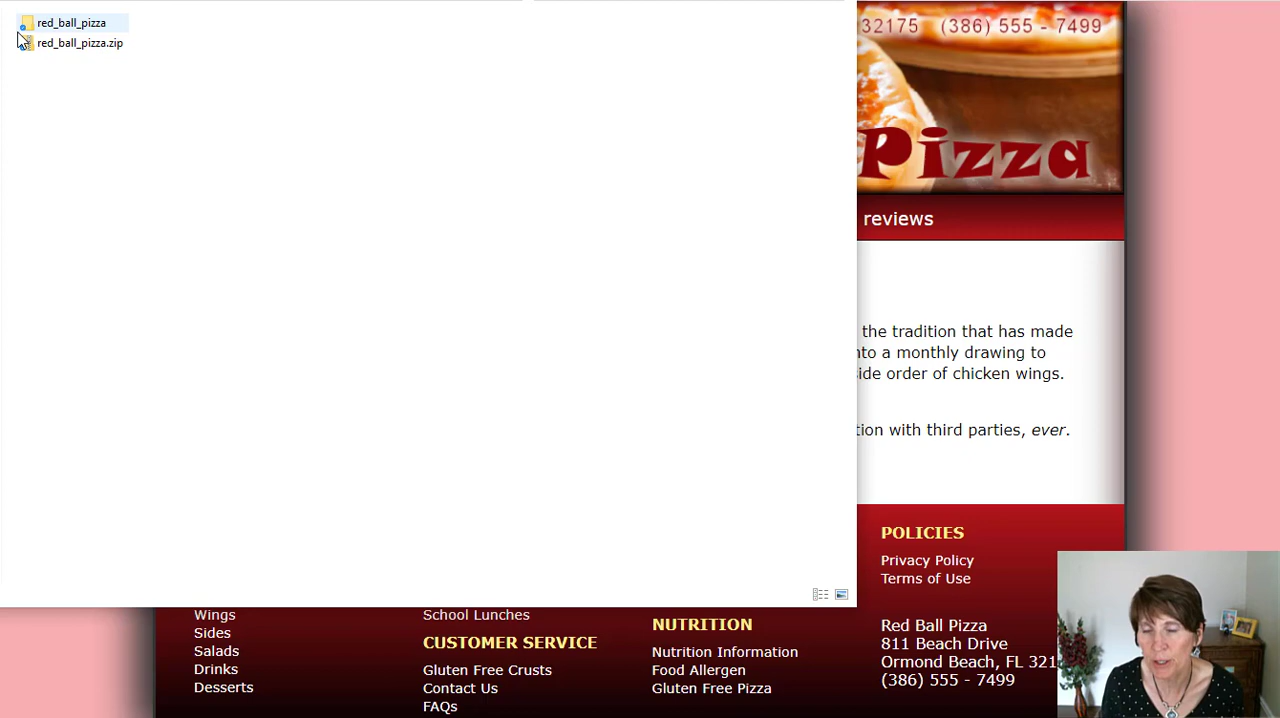 red_ball_pizza
red_ball_pizza.zip
32175 (386) 555 - 7499
Pizza
reviews
the tradition that has made
nto a monthly drawing to
side order of chicken wings.
tion with third parties, ever.
Wings
Sides
Salads
Drinks
Desserts
School Lunches
CUSTOMER SERVICE
Gluten Free Crusts
Contact Us
FAQs
NUTRITION
Nutrition Information
Food Allergen
Gluten Free Pizza
POLICIES
Privacy Policy
Terms of Use
Red Ball Pizza
811 Beach Drive
Ormond Beach, FL 321
(386) 555 - 7499